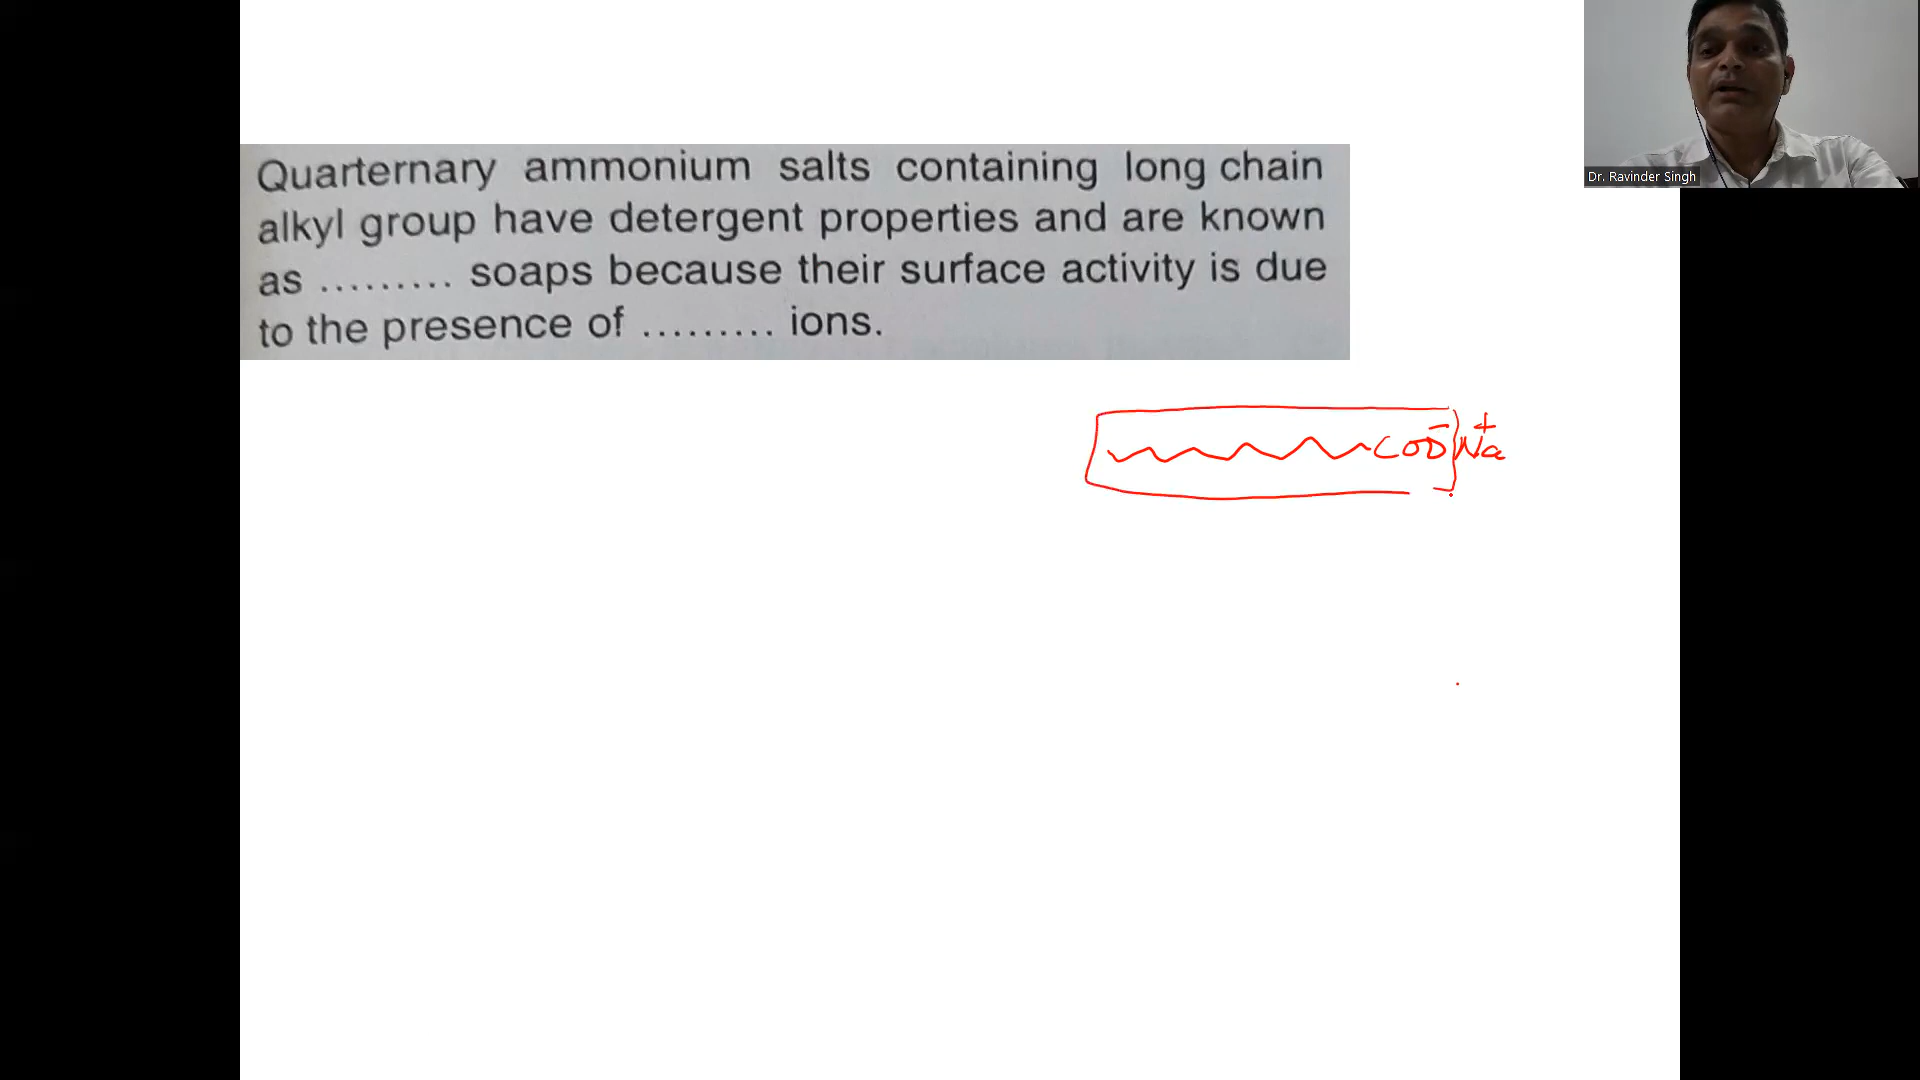 Dr. Ravinder Singh
Quarternary ammonium salts containing long chain
alkyl group have detergent properties and are known
as ......... soaps because their surface activity is due
to the presence of ......... ions.
COO⁻ Na⁺